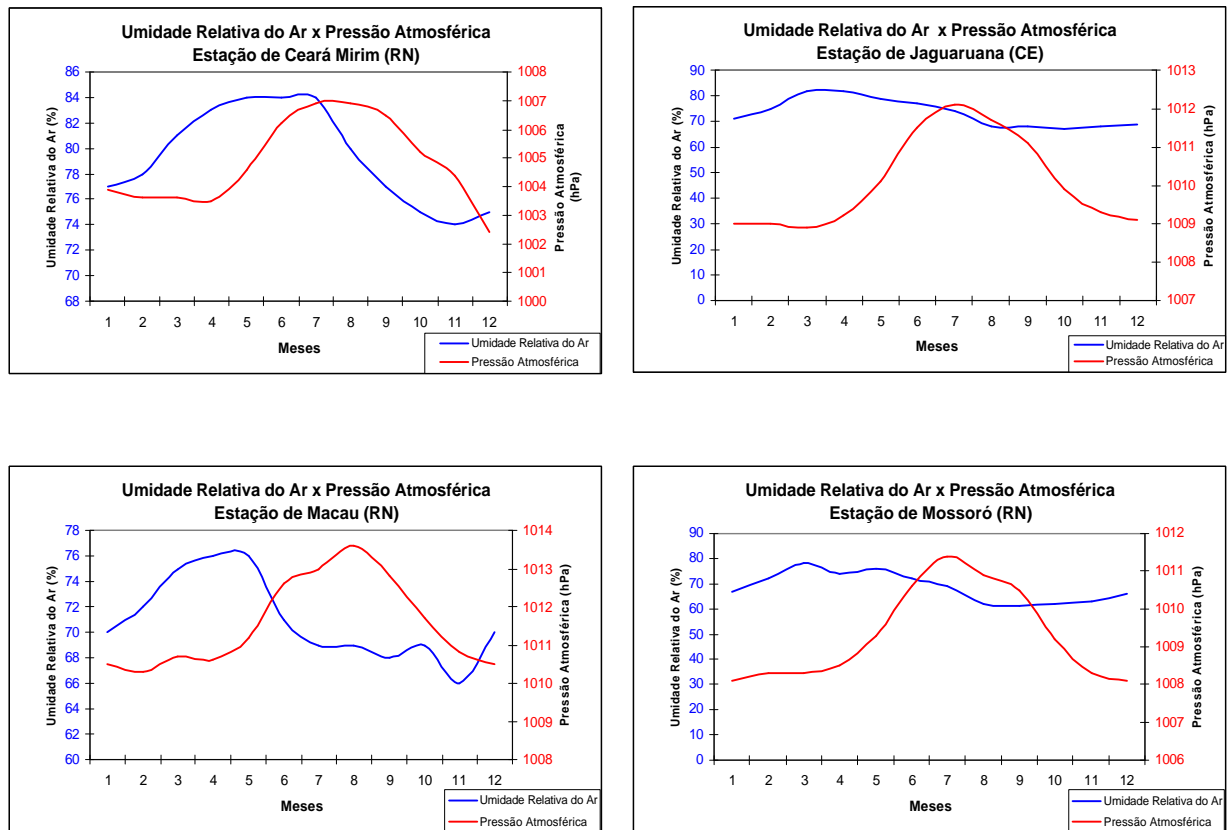 Umidade Relativa do Ar x Pressão Atmosférica
Estação de Ceará Mirim (RN)
86
84
82
80
78
76
74
72
70
68
Umidade Relativa do Ar (%)
1008
1007
1006
1005
1004
1003
1002
1001
1000
Pressão Atmosférica
(hPa)
1 2 3 4 5 6 7 8 9 10 11 12
Meses
Umidade Relativa do Ar
Pressão Atmosférica
Umidade Relativa do Ar x Pressão Atmosférica
Estação de Jaguaruana (CE)
90
80
70
60
50
40
30
20
10
0
Umidade Relativa do Ar (%)
1013
1012
1011
1010
1009
1008
1007
Pressão Atmosférica (hPa)
1 2 3 4 5 6 7 8 9 10 11 12
Meses
Umidade Relativa do Ar
Pressão Atmosférica
Umidade Relativa do Ar x Pressão Atmosférica
Estação de Macau (RN)
78
76
74
72
70
68
66
64
62
60
Umidade Relativa do Ar (%)
1014
1013
1012
1011
1010
1009
1008
Pressão Atmosférica (hPa)
1 2 3 4 5 6 7 8 9 10 11 12
Meses
Umidade Relativa do Ar
Pressão Atmosférica
Umidade Relativa do Ar x Pressão Atmosférica
Estação de Mossoró (RN)
90
80
70
60
50
40
30
20
10
0
Umidade Relativa do Ar (%)
1012
1011
1010
1009
1008
1007
1006
Pressão Atmosférica (hPa)
1 2 3 4 5 6 7 8 9 10 11 12
Meses
Umidade Relativa do Ar
Pressão Atmosférica